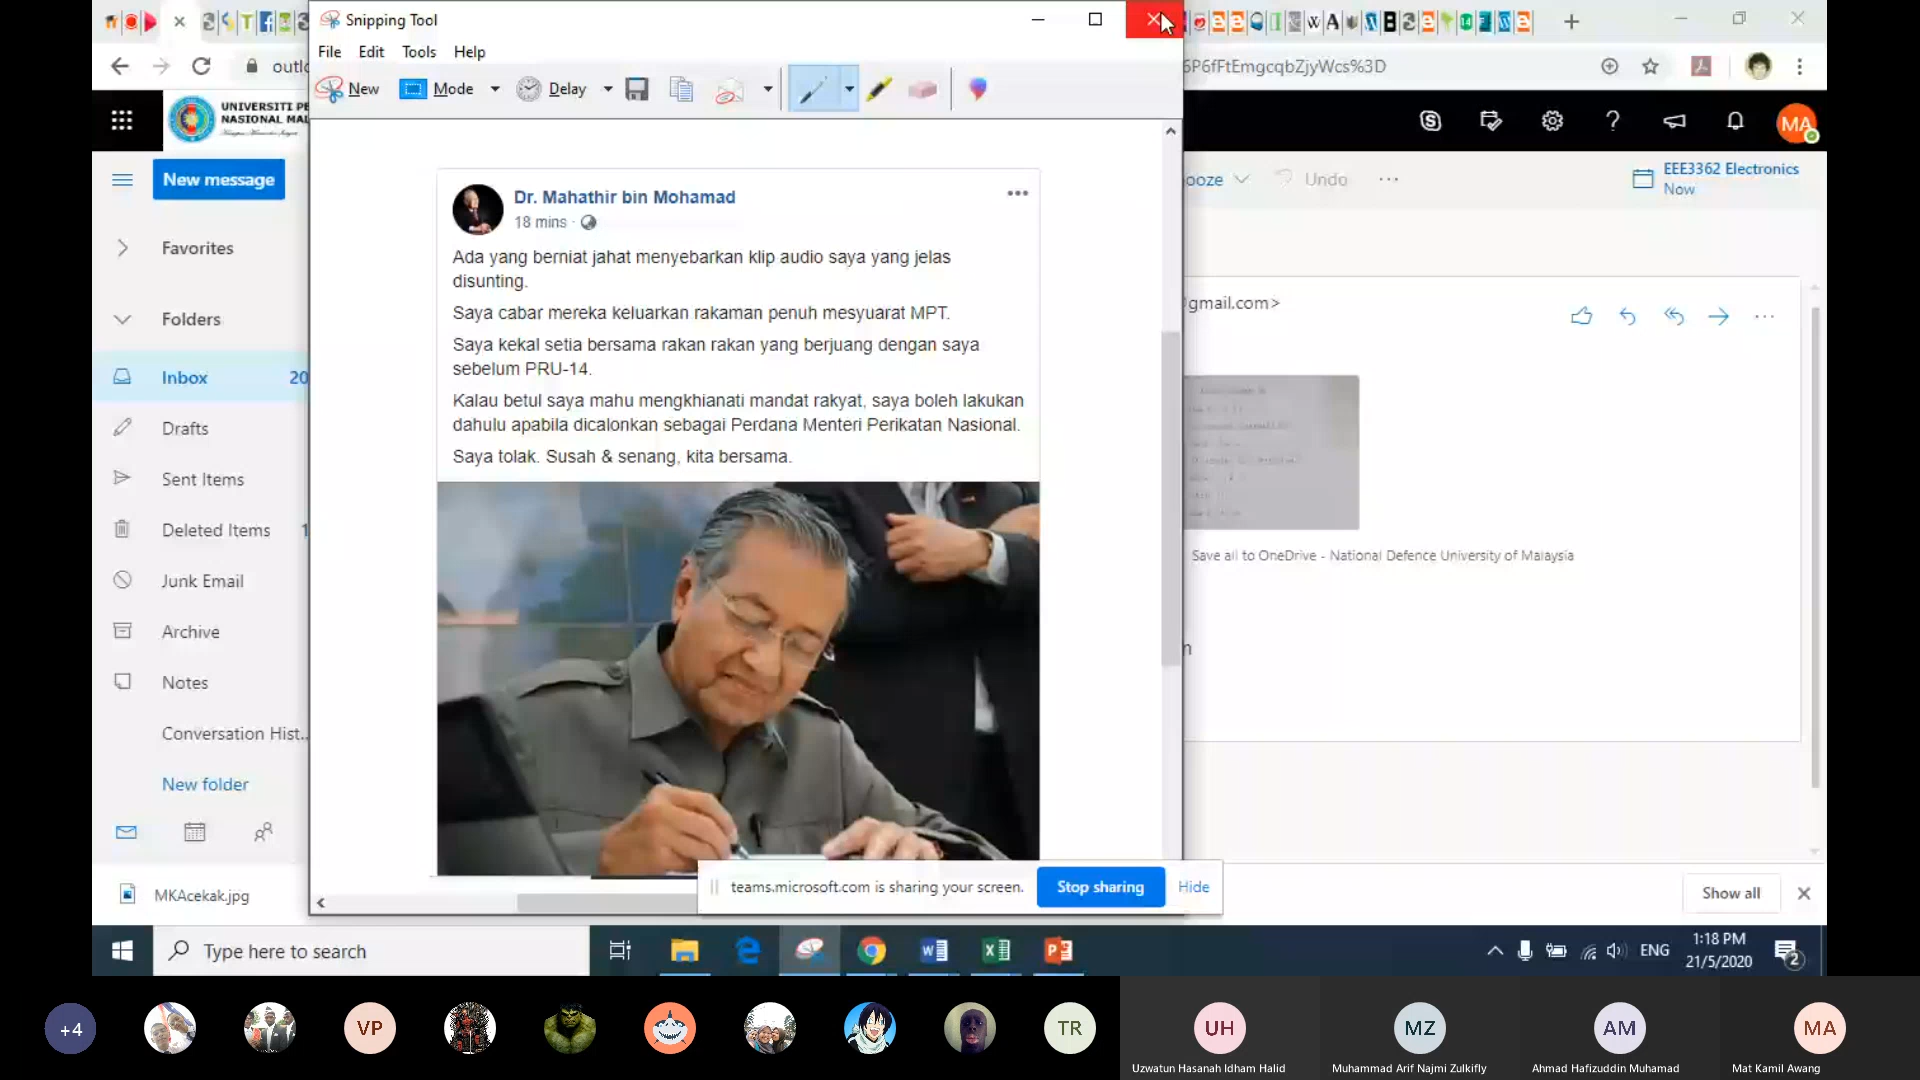 Snipping Tool
File Edit Tools Help
New Mode Delay
outlo
6P6fFtEmgcqbZjyWcs%3D
UNIVERSITI PE
NASIONAL MAL
MA
New message
ooze Undo
EEE3362 Electronics
Now
Favorites
Folders
Inbox 20
Drafts
Sent Items
Deleted Items 1
Junk Email
Archive
Notes
Conversation Hist...
New folder
Dr. Mahathir bin Mohamad
18 mins
Ada yang berniat jahat menyebarkan klip audio saya yang jelas
disunting.
Saya cabar mereka keluarkan rakaman penuh mesyuarat MPT.
Saya kekal setia bersama rakan rakan yang berjuang dengan saya
sebelum PRU-14.
Kalau betul saya mahu mengkhianati mandat rakyat, saya boleh lakukan
dahulu apabila dicalonkan sebagai Perdana Menteri Perikatan Nasional.
Saya tolak. Susah & senang, kita bersama.
@gmail.com>
Save all to OneDrive - National Defence University of Malaysia
n
teams.microsoft.com is sharing your screen. Stop sharing Hide
MKAcekak.jpg
Show all
Type here to search
ENG
1:18 PM
21/5/2020
2
+4
VP
TR
UH
MZ
AM
MA
Uzwatun Hasanah Idham Halid
Muhammad Arif Najmi Zulkifly
Ahmad Hafizuddin Muhamad
Mat Kamil Awang